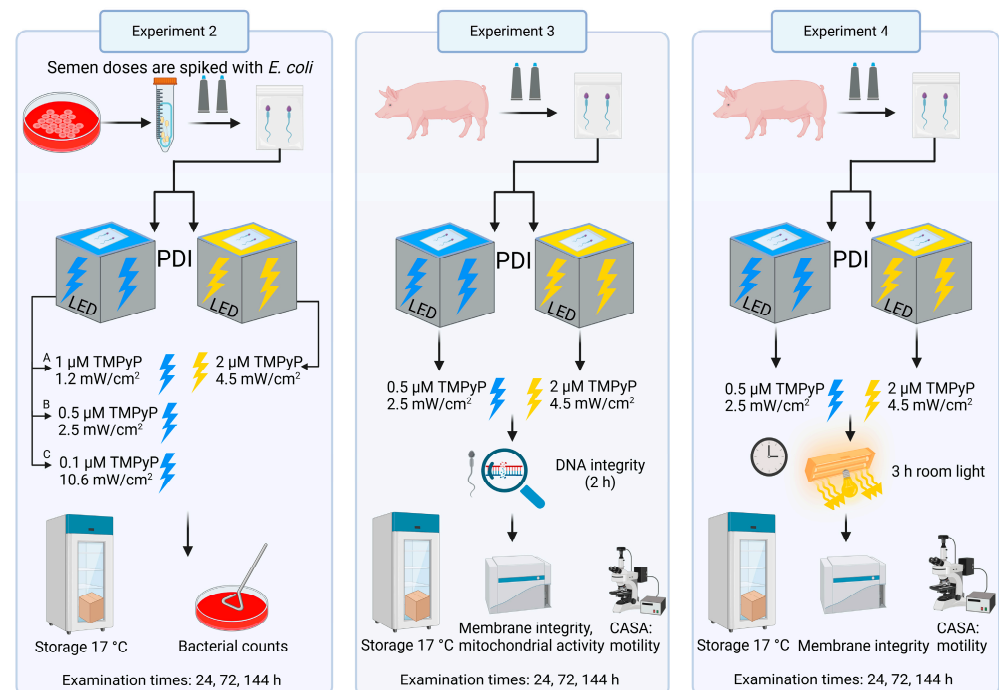 Experiment 2
Semen doses are spiked with E. coli
PDI
LED
LED
A
1 µM TMPyP
1.2 mW/cm²
2 µM TMPyP
4.5 mW/cm²
B
0.5 µM TMPyP
2.5 mW/cm²
C
0.1 µM TMPyP
10.6 mW/cm²
Storage 17 °C
Bacterial counts
Examination times: 24, 72, 144 h
Experiment 3
PDI
LED
LED
0.5 µM TMPyP
2.5 mW/cm²
2 µM TMPyP
4.5 mW/cm²
DNA integrity
(2 h)
Storage 17 °C
Membrane integrity,
mitochondrial activity
CASA:
motility
Examination times: 24, 72, 144 h
Experiment 4
PDI
LED
LED
0.5 µM TMPyP
2.5 mW/cm²
2 µM TMPyP
4.5 mW/cm²
3 h room light
Storage 17 °C
Membrane integrity
CASA:
motility
Examination times: 24, 72, 144 h